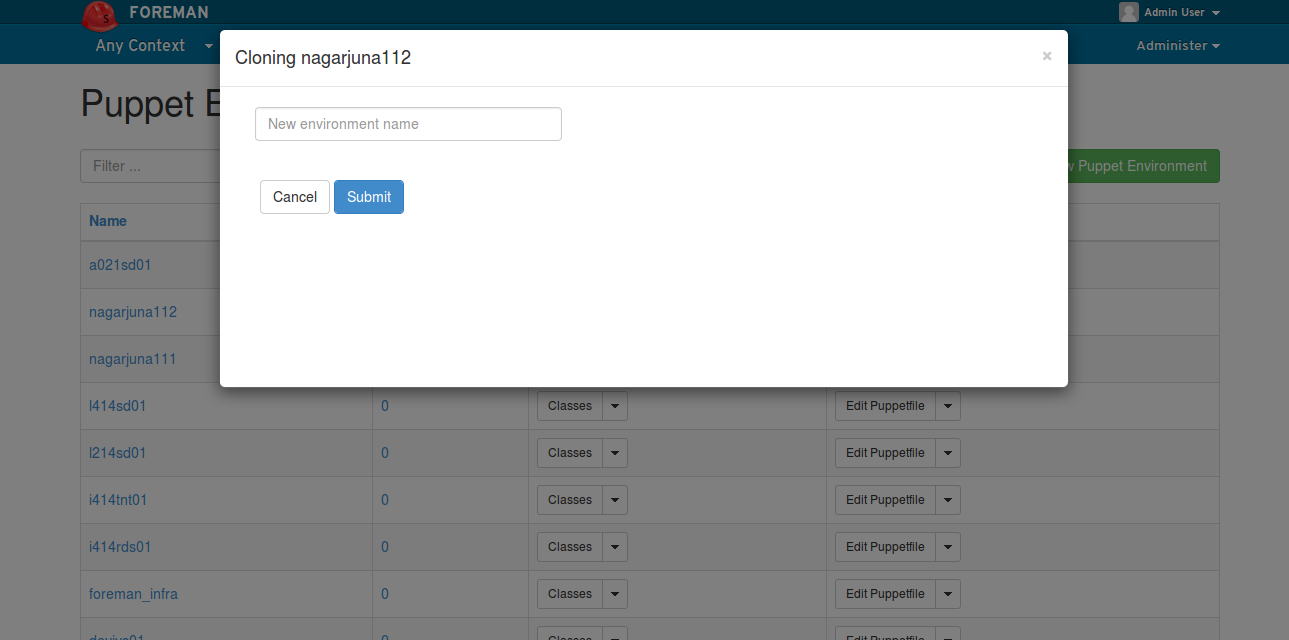 FOREMAN
Admin User
Any Context
Administer
Cloning nagarjuna112
×
Puppet
New environment name
Filter ...
Puppet Environment
Cancel Submit
Name
a021sd01
nagarjuna112
nagarjuna111
l414sd01 0 Classes Edit Puppetfile
l214sd01 0 Classes Edit Puppetfile
i414tnt01 0 Classes Edit Puppetfile
i414rds01 0 Classes Edit Puppetfile
foreman_infra 0 Classes Edit Puppetfile
0 Classes Edit Puppetfile